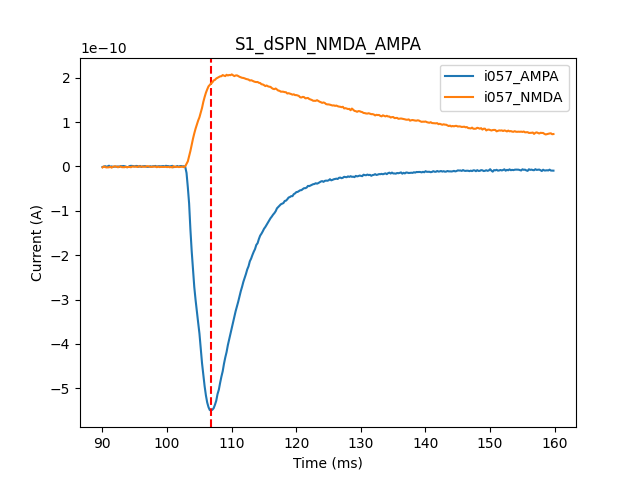 S1_dSPN_NMDA_AMPA
1e−10
i057_AMPA
i057_NMDA
2
1
0
−1
−2
−3
−4
−5
Current (A)
90 100 110 120 130 140 150 160
Time (ms)